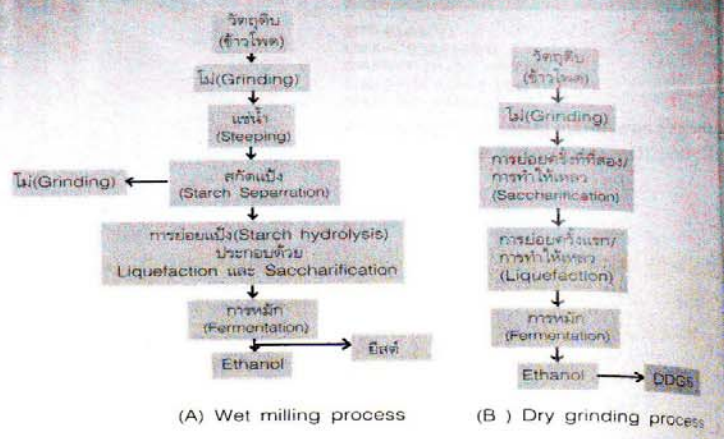 วัตถุดิบ
(ข้าวโพด)
โม่(Grinding)
แช่น้ำ
(Steeping)
สกัดแป้ง
(Starch Separration)
โม่(Grinding)
การย่อยแป้ง(Starch hydrolysis)
ประกอบด้วย
Liquefaction และ Saccharification
การหมัก
(Fermentation)
ยีสต์
Ethanol
(A) Wet milling process
วัตถุดิบ
(ข้าวโพด)
โม่(Grinding)
การย่อยครั้งที่ที่สอง/
การทำให้เหลว
(Saccharification)
การย่อยครั้งแรก/
การทำให้เหลว
(Liquefaction)
การหมัก
(Fermentation)
Ethanol
DDGS
(B ) Dry grinding process